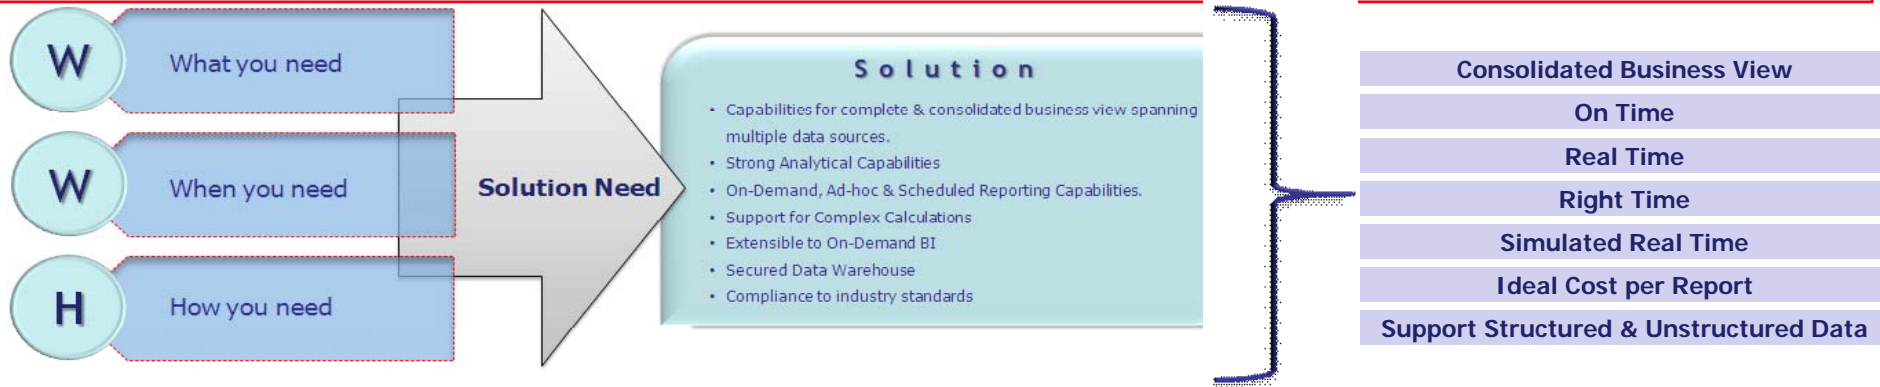 W
What you need
W
When you need
H
How you need
Solution Need
Solution
• Capabilities for complete & consolidated business view spanning
multiple data sources.
• Strong Analytical Capabilities
• On-Demand, Ad-hoc & Scheduled Reporting Capabilities.
• Support for Complex Calculations
• Extensible to On-Demand BI
• Secured Data Warehouse
• Compliance to industry standards
Consolidated Business View
On Time
Real Time
Right Time
Simulated Real Time
Ideal Cost per Report
Support Structured & Unstructured Data